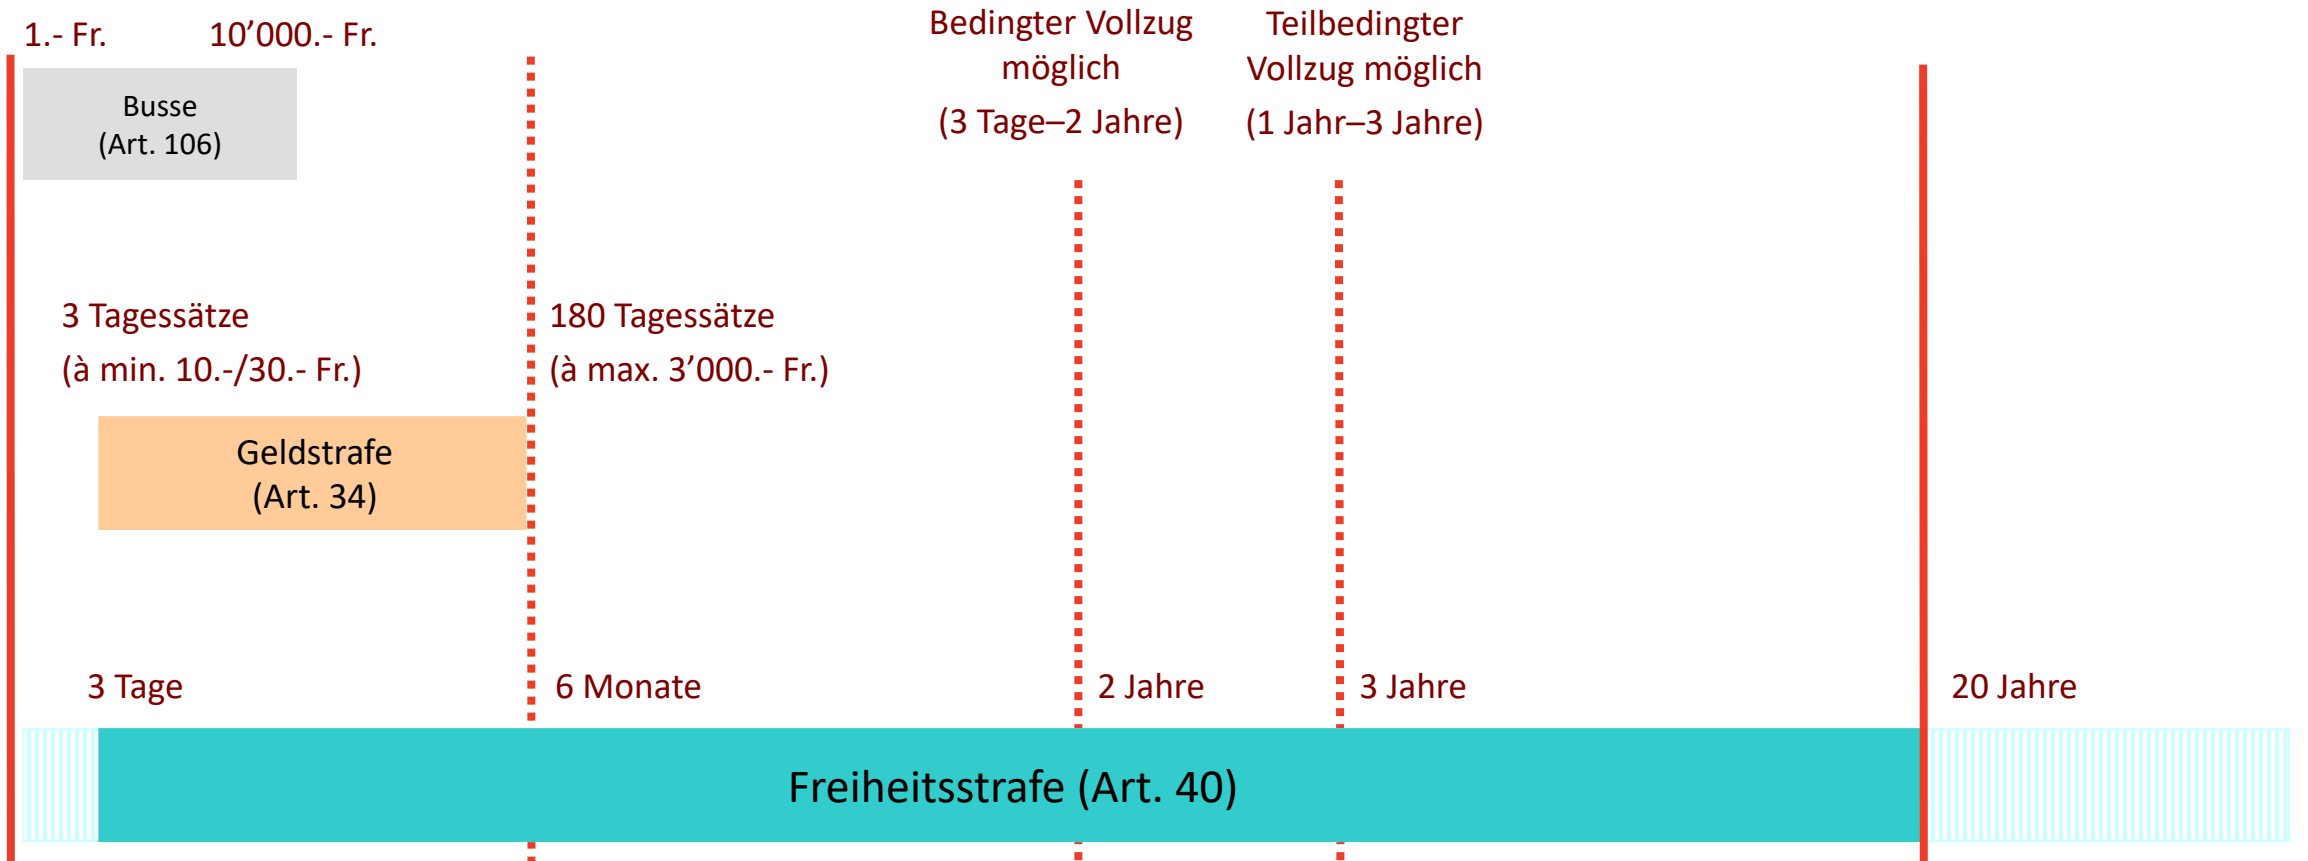 1.- Fr.
10’000.- Fr.
Bedingter Vollzug
möglich
(3 Tage–2 Jahre)
Teilbedingter
Vollzug möglich
(1 Jahr–3 Jahre)
Busse
(Art. 106)
3 Tagessätze
(à min. 10.-/30.- Fr.)
180 Tagessätze
(à max. 3’000.- Fr.)
Geldstrafe
(Art. 34)
3 Tage
6 Monate
2 Jahre
3 Jahre
20 Jahre
Freiheitsstrafe (Art. 40)